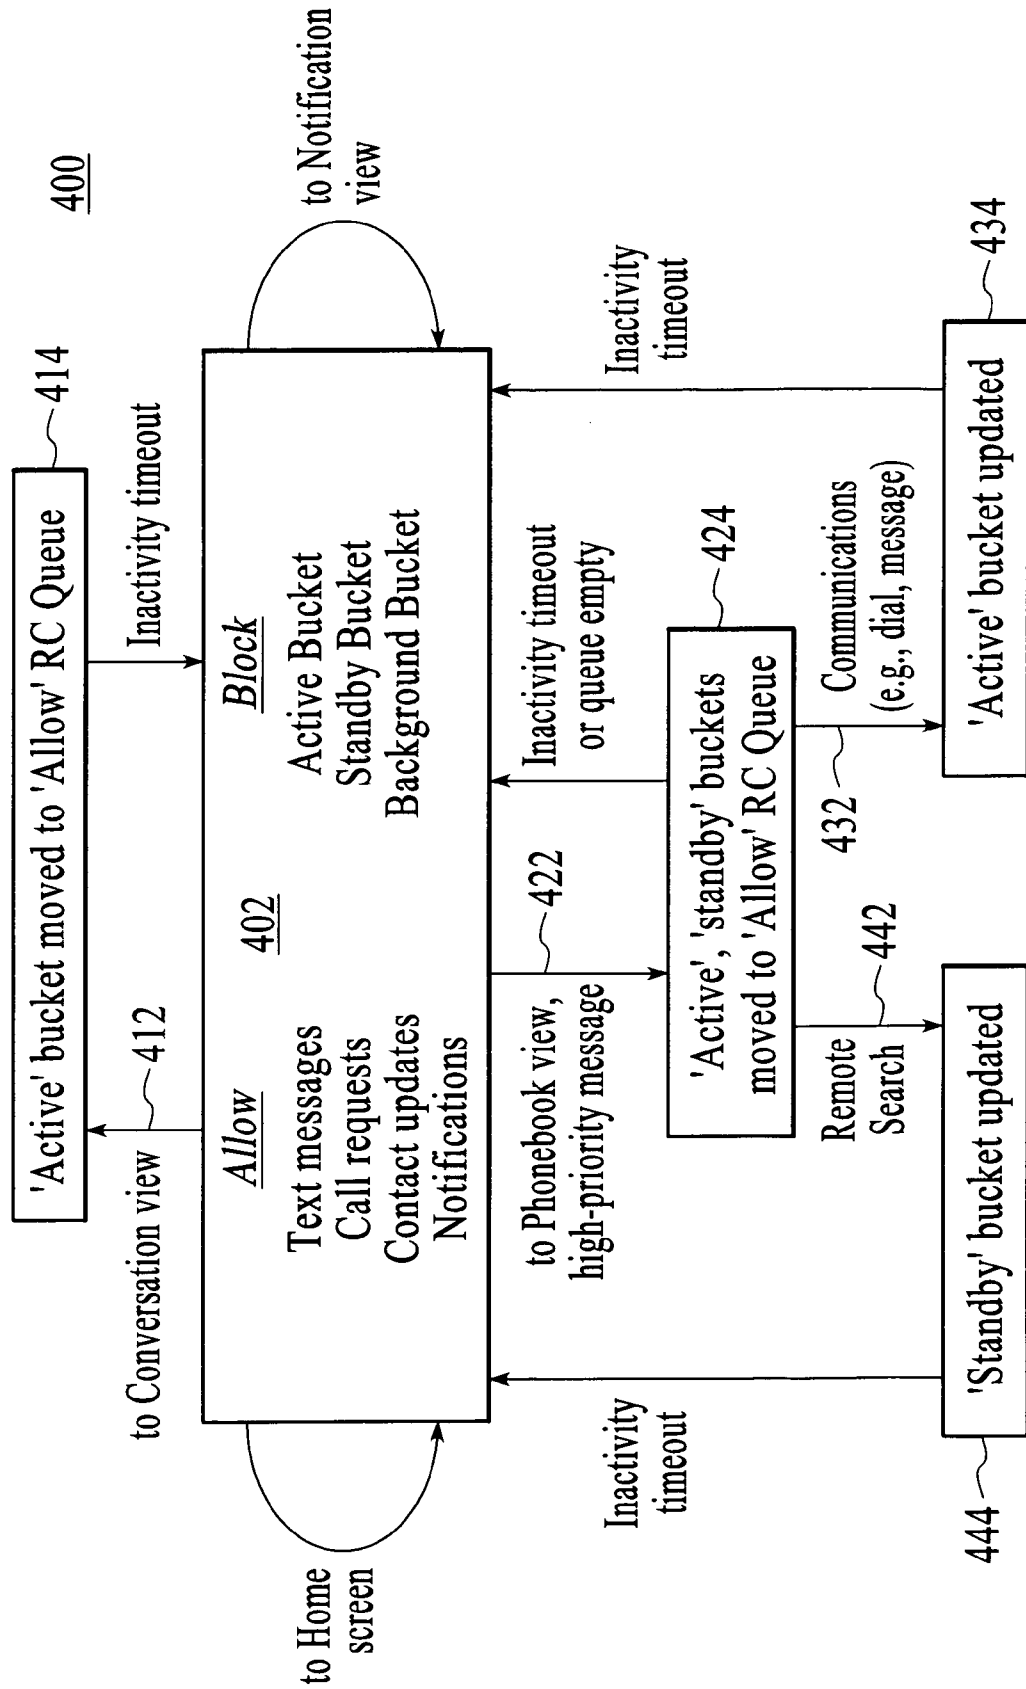 400
'Active' bucket moved to 'Allow' RC Queue
414
to Conversation view
412
Inactivity timeout
to Home
screen
402
Allow
Text messages
Call requests
Contact updates
Notifications
Block
Active Bucket
Standby Bucket
Background Bucket
to Notification
view
Inactivity
timeout
to Phonebook view,
high-priority message
422
Inactivity timeout
or queue empty
Inactivity
timeout
'Active', 'standby' buckets
moved to 'Allow' RC Queue
424
Remote
Search
442
432
Communications
(e.g., dial, message)
444
'Standby' bucket updated
'Active' bucket updated
434